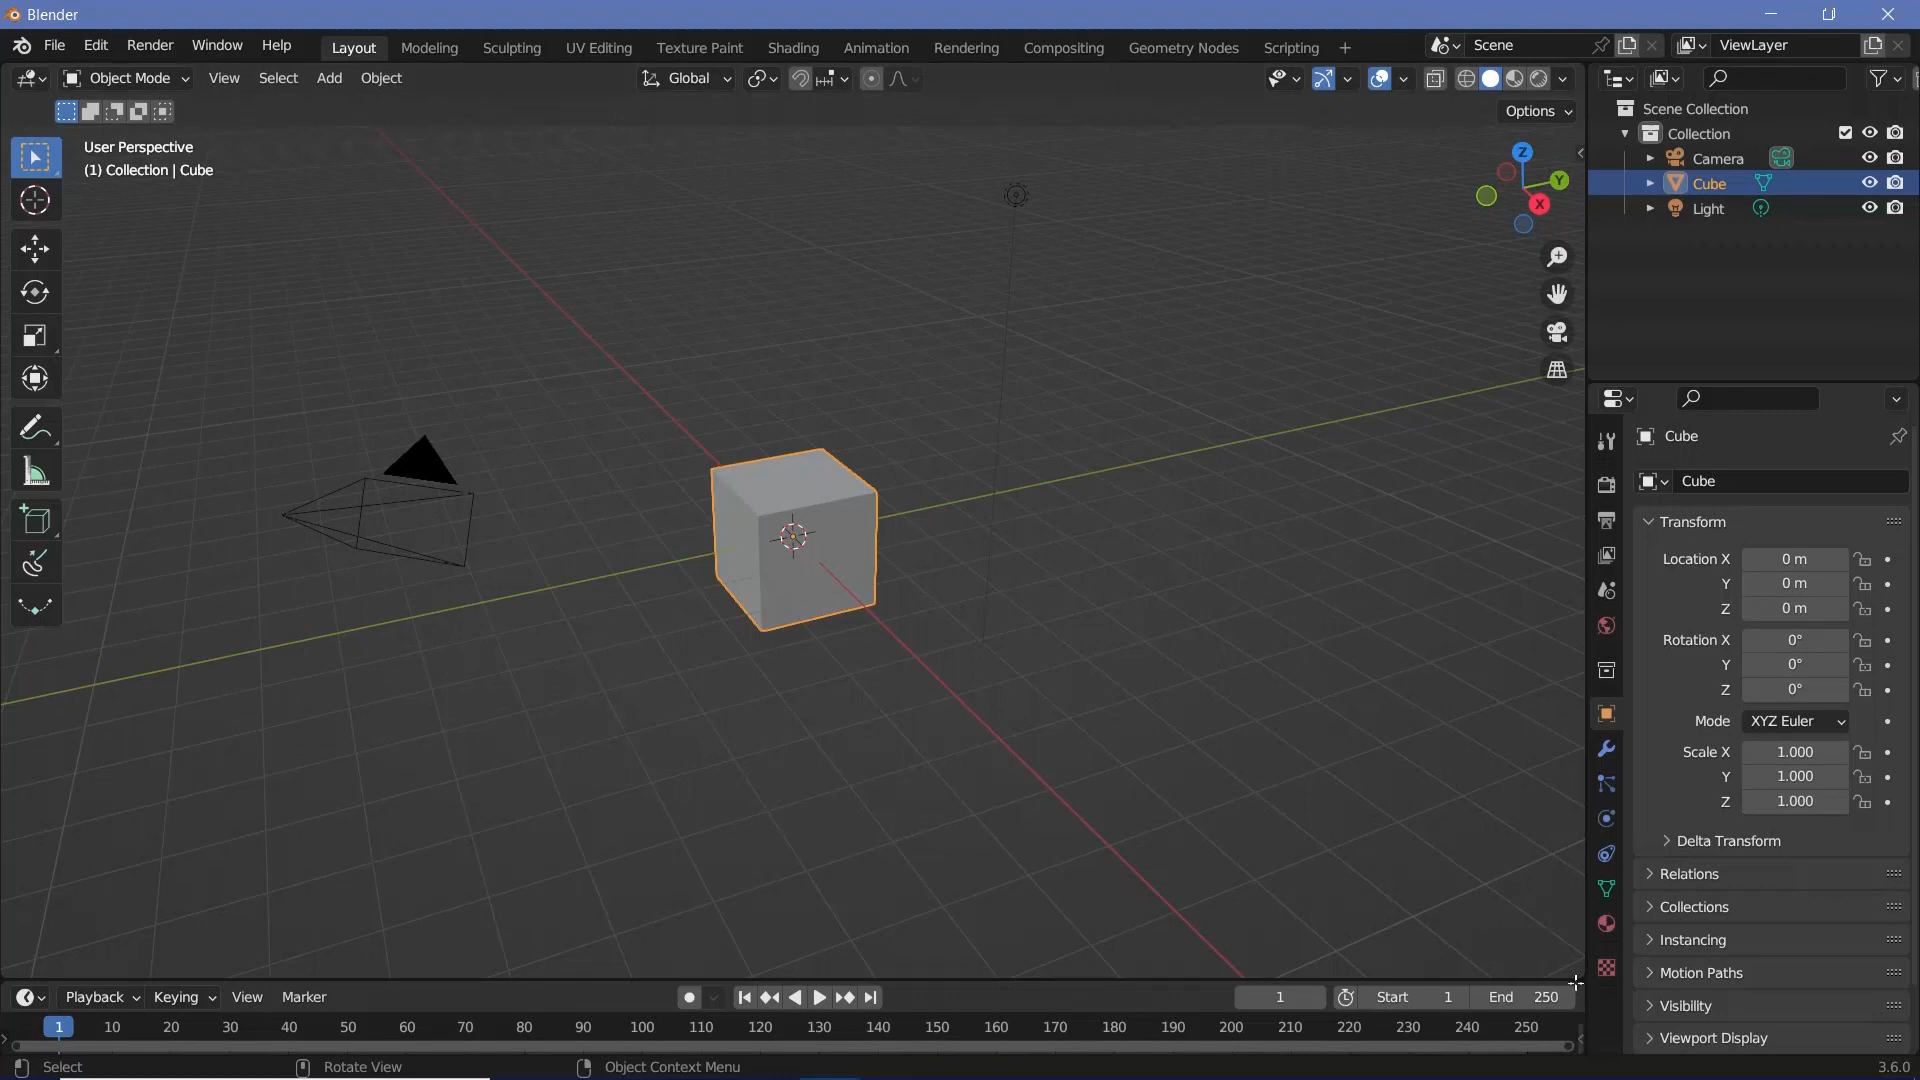 Blender
File Edit Render Window Help Layout Modeling Sculpting UV Editing Texture Paint Shading Animation Rendering Compositing Geometry Nodes Scripting + Scene ViewLayer
Object Mode View Select Add Object Global
Options
User Perspective
(1) Collection | Cube
Z
Y
X
Scene Collection
Collection
Camera
Cube
Light
Cube
Cube
Transform
Location X 0 m
Y 0 m
Z 0 m
Rotation X 0°
Y 0°
Z 0°
Mode XYZ Euler
Scale X 1.000
Y 1.000
Z 1.000
Delta Transform
Relations
Collections
Instancing
Motion Paths
Visibility
Viewport Display
Playback Keying View Marker 1 Start 1 End 250
1 10 20 30 40 50 60 70 80 90 100 110 120 130 140 150 160 170 180 190 200 210 220 230 240 250
Select Rotate View Object Context Menu 3.6.0